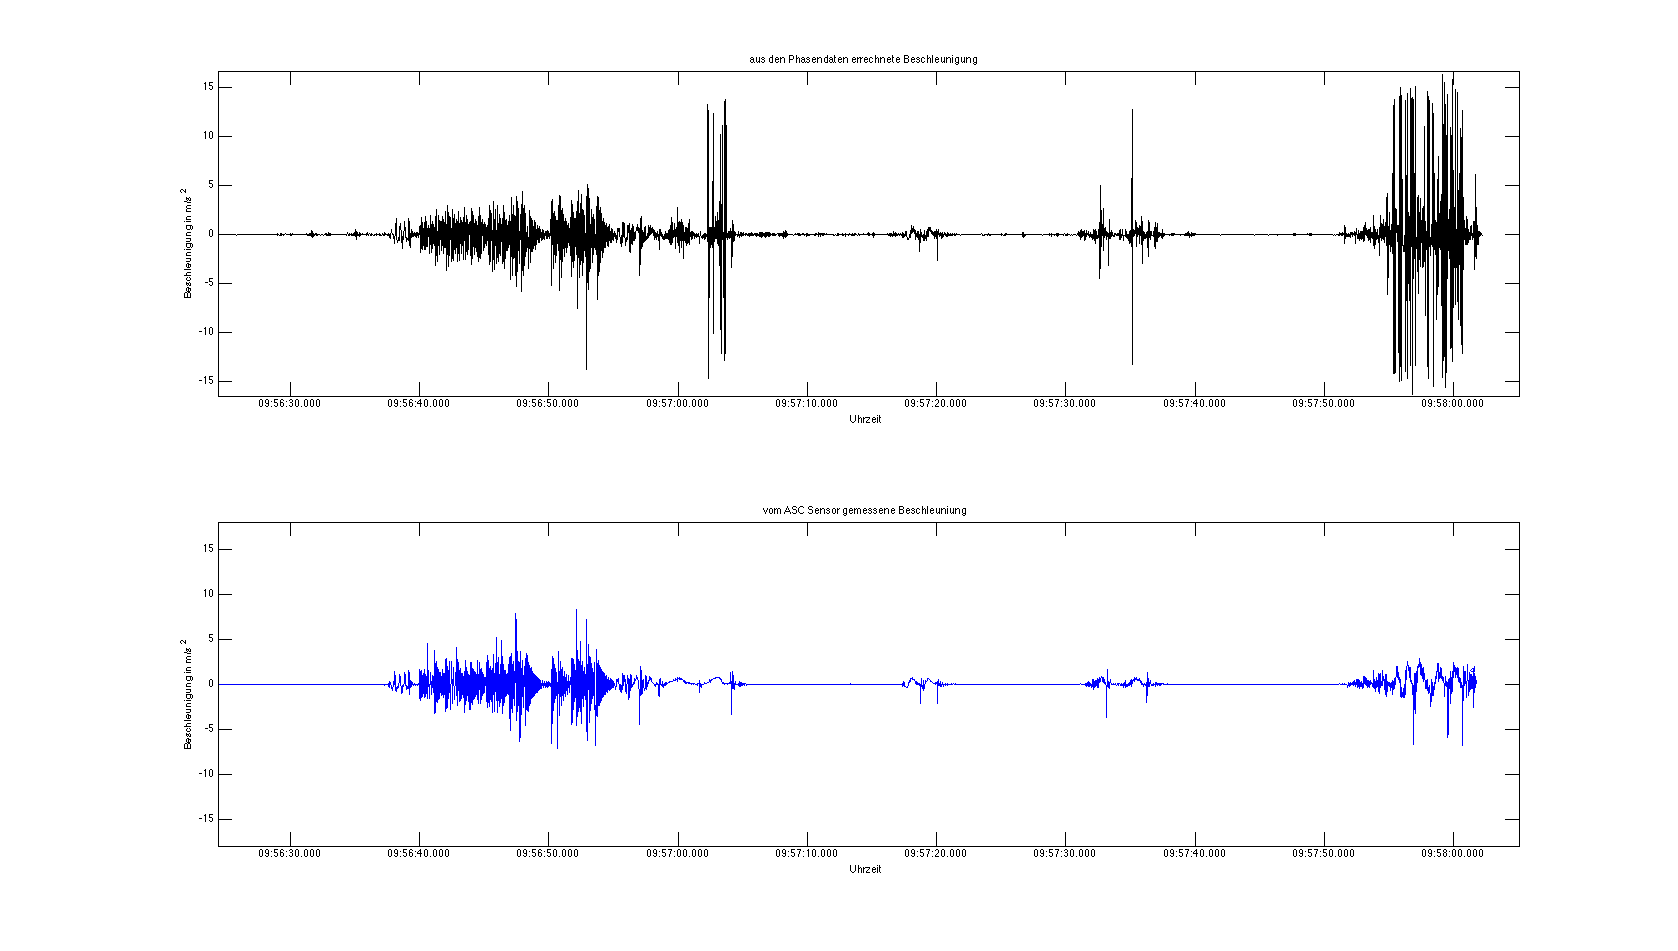 aus den Phasendaten errechnete Beschleunigung
15
10
5
0
-5
-10
-15
Beschleunigung in m/s 2
09:56:30.000 09:56:40.000 09:56:50.000 09:57:00.000 09:57:10.000 09:57:20.000 09:57:30.000 09:57:40.000 09:57:50.000 09:58:00.000
Uhrzeit
vom ASC Sensor gemessene Beschleuniung
15
10
5
0
-5
-10
-15
Beschleunigung in m/s 2
09:56:30.000 09:56:40.000 09:56:50.000 09:57:00.000 09:57:10.000 09:57:20.000 09:57:30.000 09:57:40.000 09:57:50.000 09:58:00.000
Uhrzeit